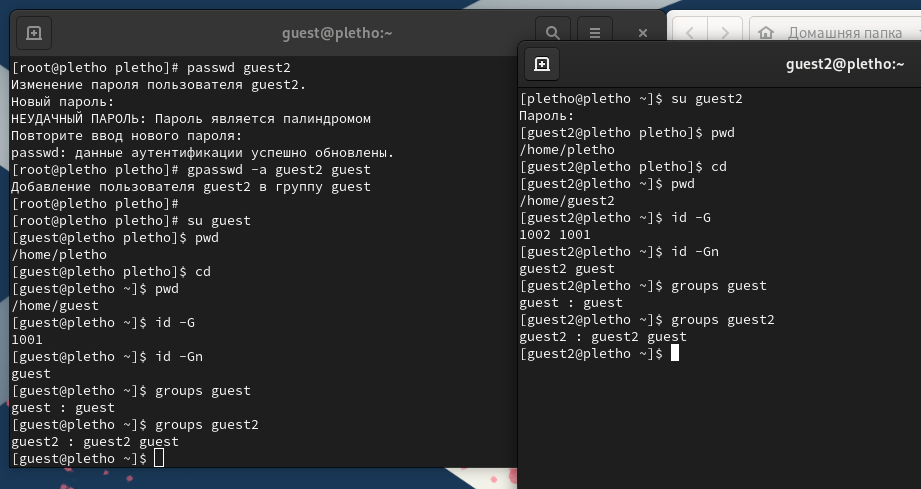 guest@pletho:~
[root@pletho pletho]# passwd guest2
Изменение пароля пользователя guest2.
Новый пароль:
НЕУДАЧНЫЙ ПАРОЛЬ: Пароль является палиндромом
Повторите ввод нового пароля:
passwd: данные аутентификации успешно обновлены.
[root@pletho pletho]# gpasswd -a guest2 guest
Добавление пользователя guest2 в группу guest
[root@pletho pletho]#
[root@pletho pletho]# su guest
[guest@pletho pletho]$ pwd
/home/pletho
[guest@pletho pletho]$ cd
[guest@pletho ~]$ pwd
/home/guest
[guest@pletho ~]$ id -G
1001
[guest@pletho ~]$ id -Gn
guest
[guest@pletho ~]$ groups guest
guest : guest
[guest@pletho ~]$ groups guest2
guest2 : guest2 guest
[guest@pletho ~]$
Домашняя папка
guest2@pletho:~
[pletho@pletho ~]$ su guest2
Пароль:
[guest2@pletho pletho]$ pwd
/home/pletho
[guest2@pletho pletho]$ cd
[guest2@pletho ~]$ pwd
/home/guest2
[guest2@pletho ~]$ id -G
1002 1001
[guest2@pletho ~]$ id -Gn
guest2 guest
[guest2@pletho ~]$ groups guest
guest : guest
[guest2@pletho ~]$ groups guest2
guest2 : guest2 guest
[guest2@pletho ~]$